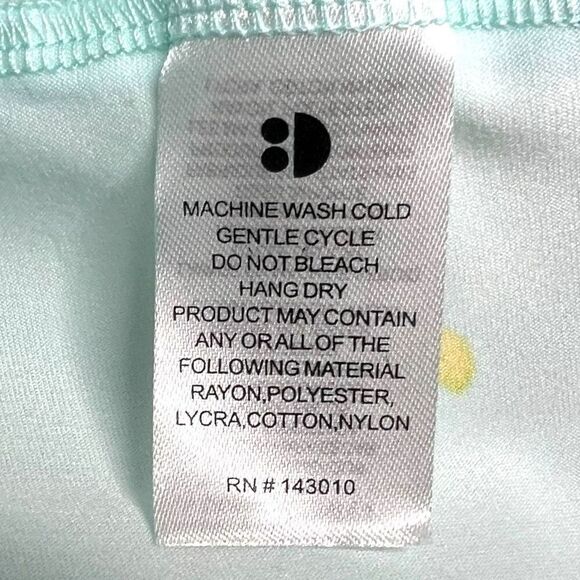 MACHINE WASH COLD
GENTLE CYCLE
DO NOT BLEACH
HANG DRY
PRODUCT MAY CONTAIN
ANY OR ALL OF THE
FOLLOWING MATERIAL
RAYON,POLYESTER,
LYCRA,COTTON,NYLON
RN # 143010